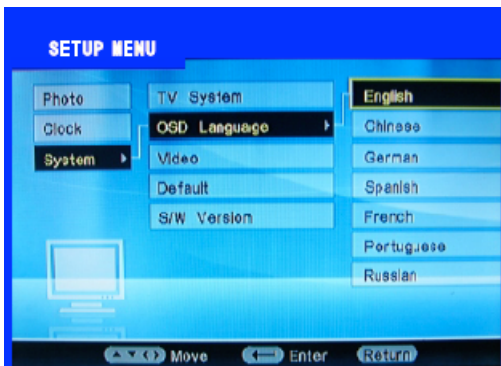 SETUP MENU
Photo
Clock
System
TV System
OSD Language
Video
Default
S/W Version
English
Chinese
German
Spanish
French
Portuguese
Russian
Move Enter Return